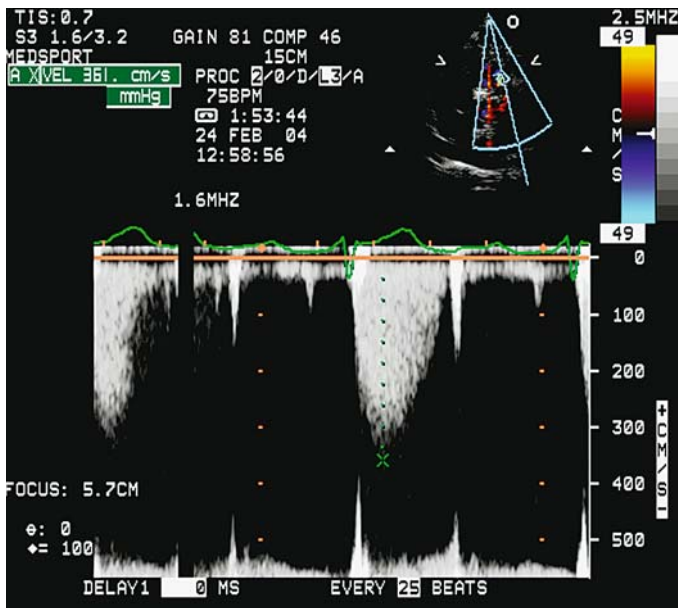 TIS:0.7
S3 1.6/3.2 GAIN 81 COMP 46
MEDSPORT 15CM
A X VEL 361. cm/s PROC 2/0/D/L3/A
mmHg 75BPM
1:53:44
24 FEB 04
12:58:56
1.6MHZ
O
2.5MHZ
49
CM/S
49
0
100
200
300
400
500
+CM/S-
FOCUS: 5.7CM
θ: 0
◆= 100
DELAY1 0 MS EVERY 25 BEATS